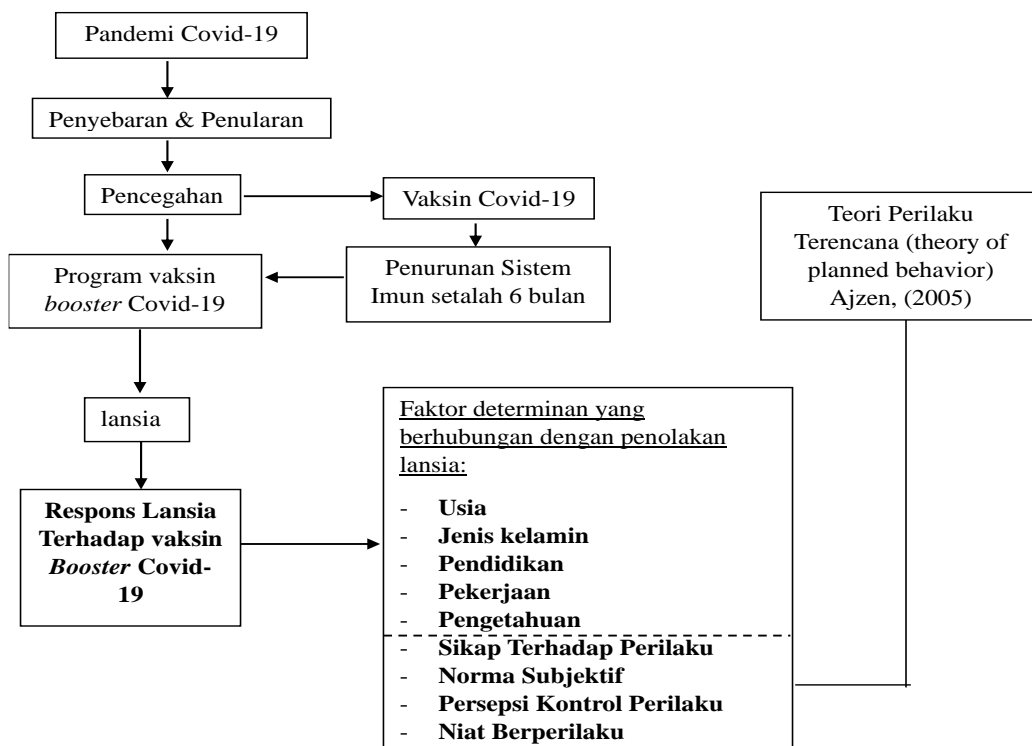 Pandemi Covid-19
Penyebaran & Penularan
Pencegahan
Vaksin Covid-19
Program vaksin
booster Covid-19
Penurunan Sistem
Imun setalah 6 bulan
Teori Perilaku
Terencana (theory of
planned behavior)
Ajzen, (2005)
lansia
Respons Lansia
Terhadap vaksin
Booster Covid-
19
Faktor determinan yang
berhubungan dengan penolakan
lansia:
- Usia
- Jenis kelamin
- Pendidikan
- Pekerjaan
- Pengetahuan
- Sikap Terhadap Perilaku
- Norma Subjektif
- Persepsi Kontrol Perilaku
- Niat Berperilaku